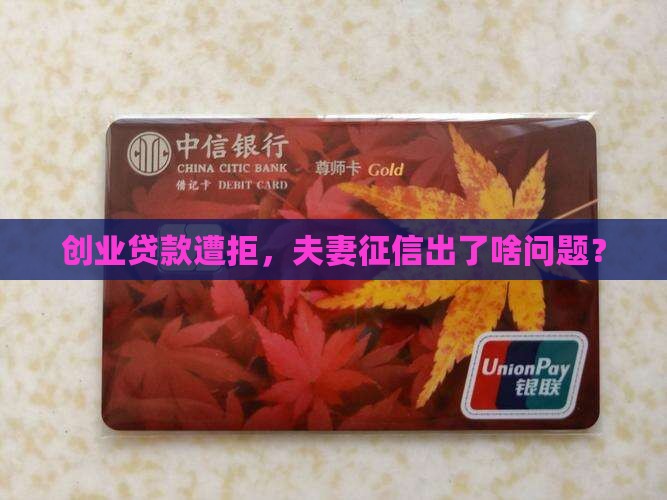 中信银行
CHINA CITIC BANK
借记卡 DEBIT CARD
尊师卡 Gold
创业贷款遭拒，夫妻征信出了啥问题？
UnionPay
银联